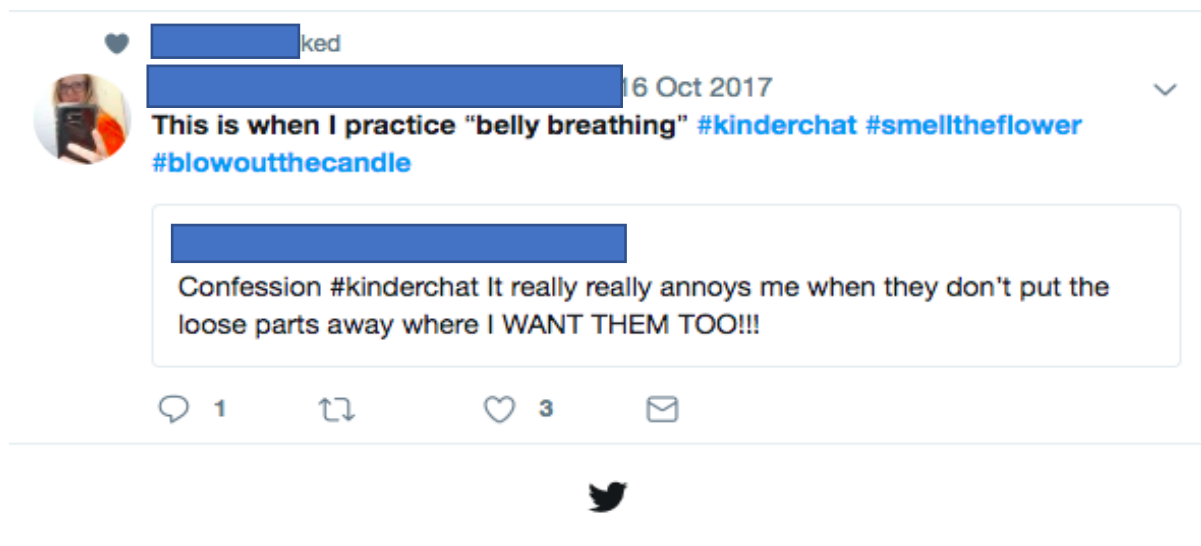 ked
16 Oct 2017
This is when I practice “belly breathing” #kinderchat #smelltheflower
#blowoutthecandle
Confession #kinderchat It really really annoys me when they don’t put the
loose parts away where I WANT THEM TOO!!!
1 3